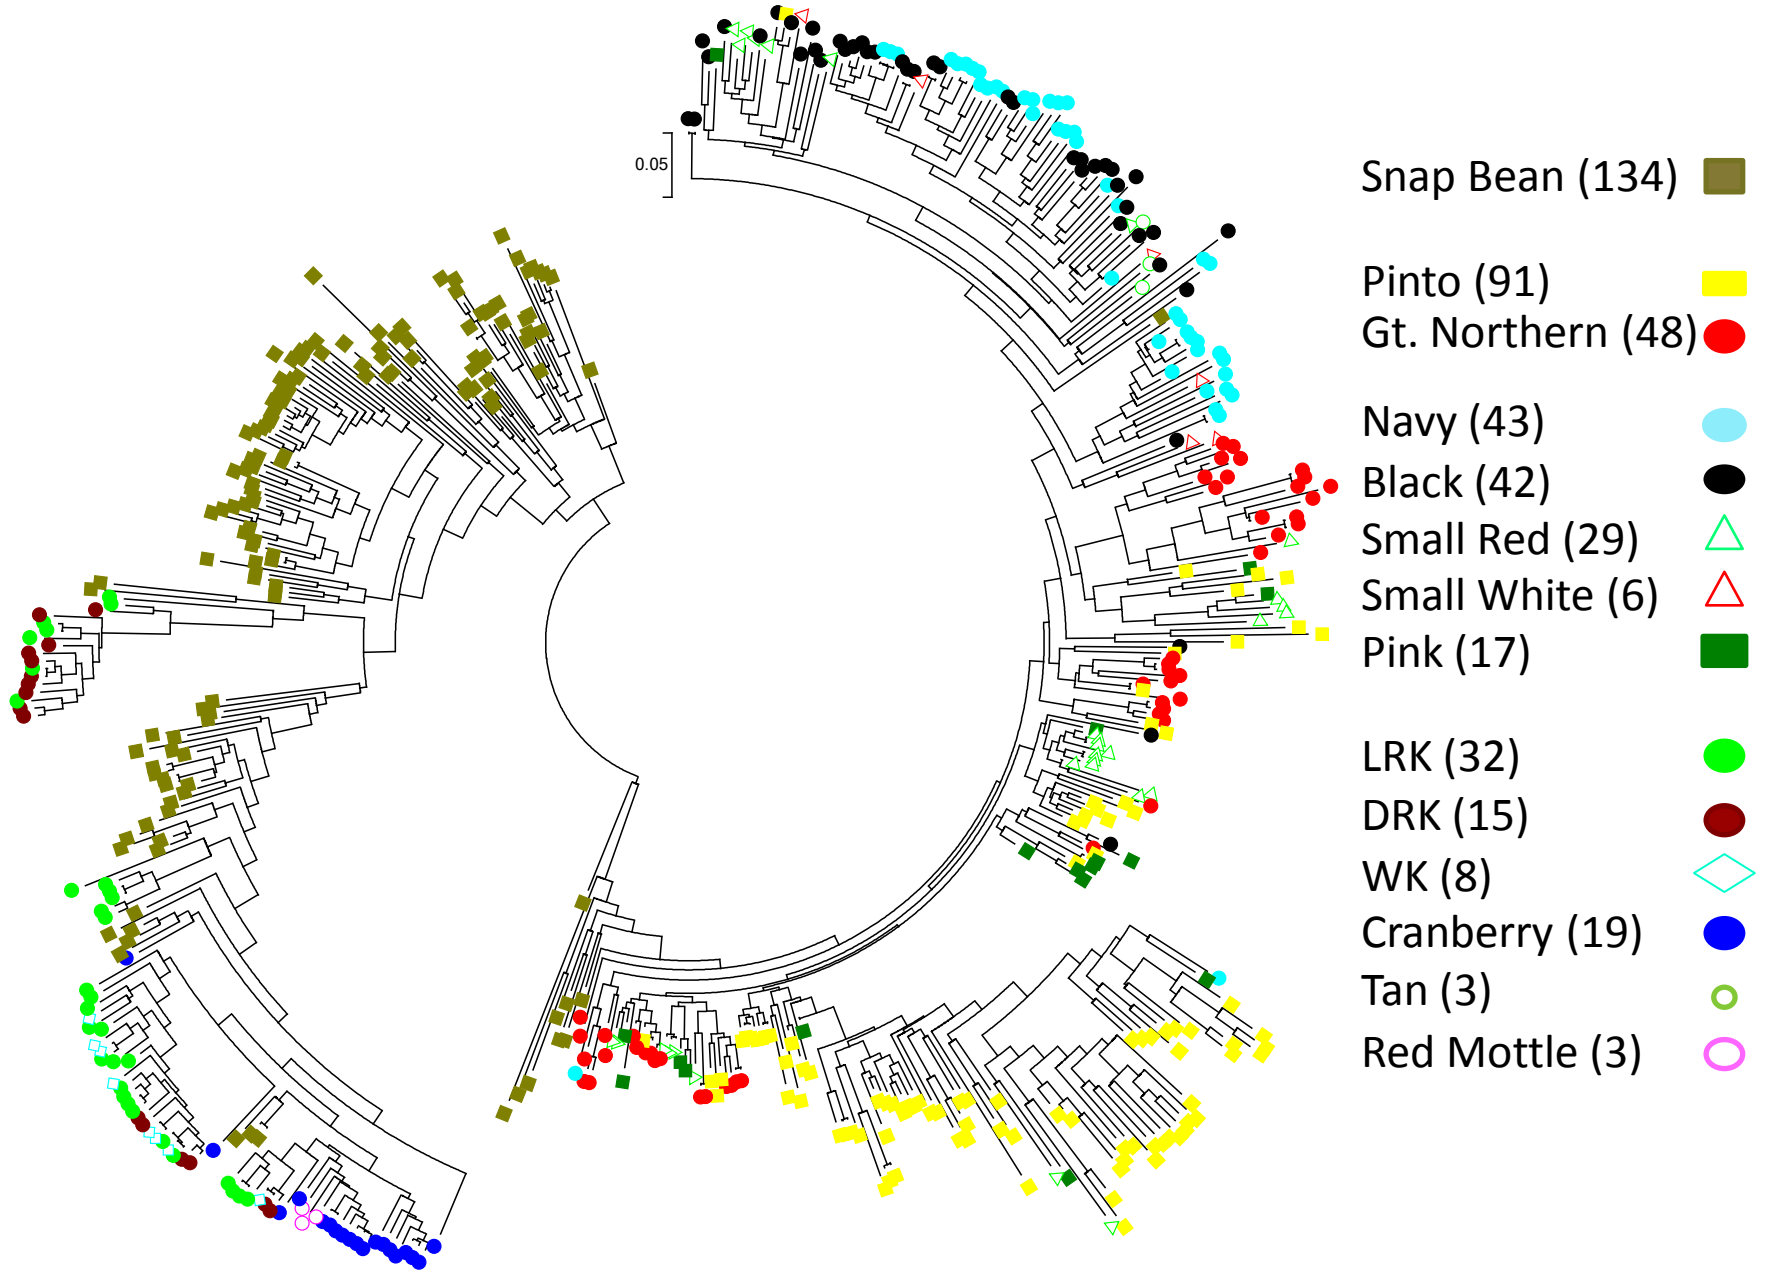 0.05
Snap Bean (134)
Pinto (91)
Gt. Northern (48)
Navy (43)
Black (42)
Small Red (29)
Small White (6)
Pink (17)
LRK (32)
DRK (15)
WK (8)
Cranberry (19)
Tan (3)
Red Mottle (3)